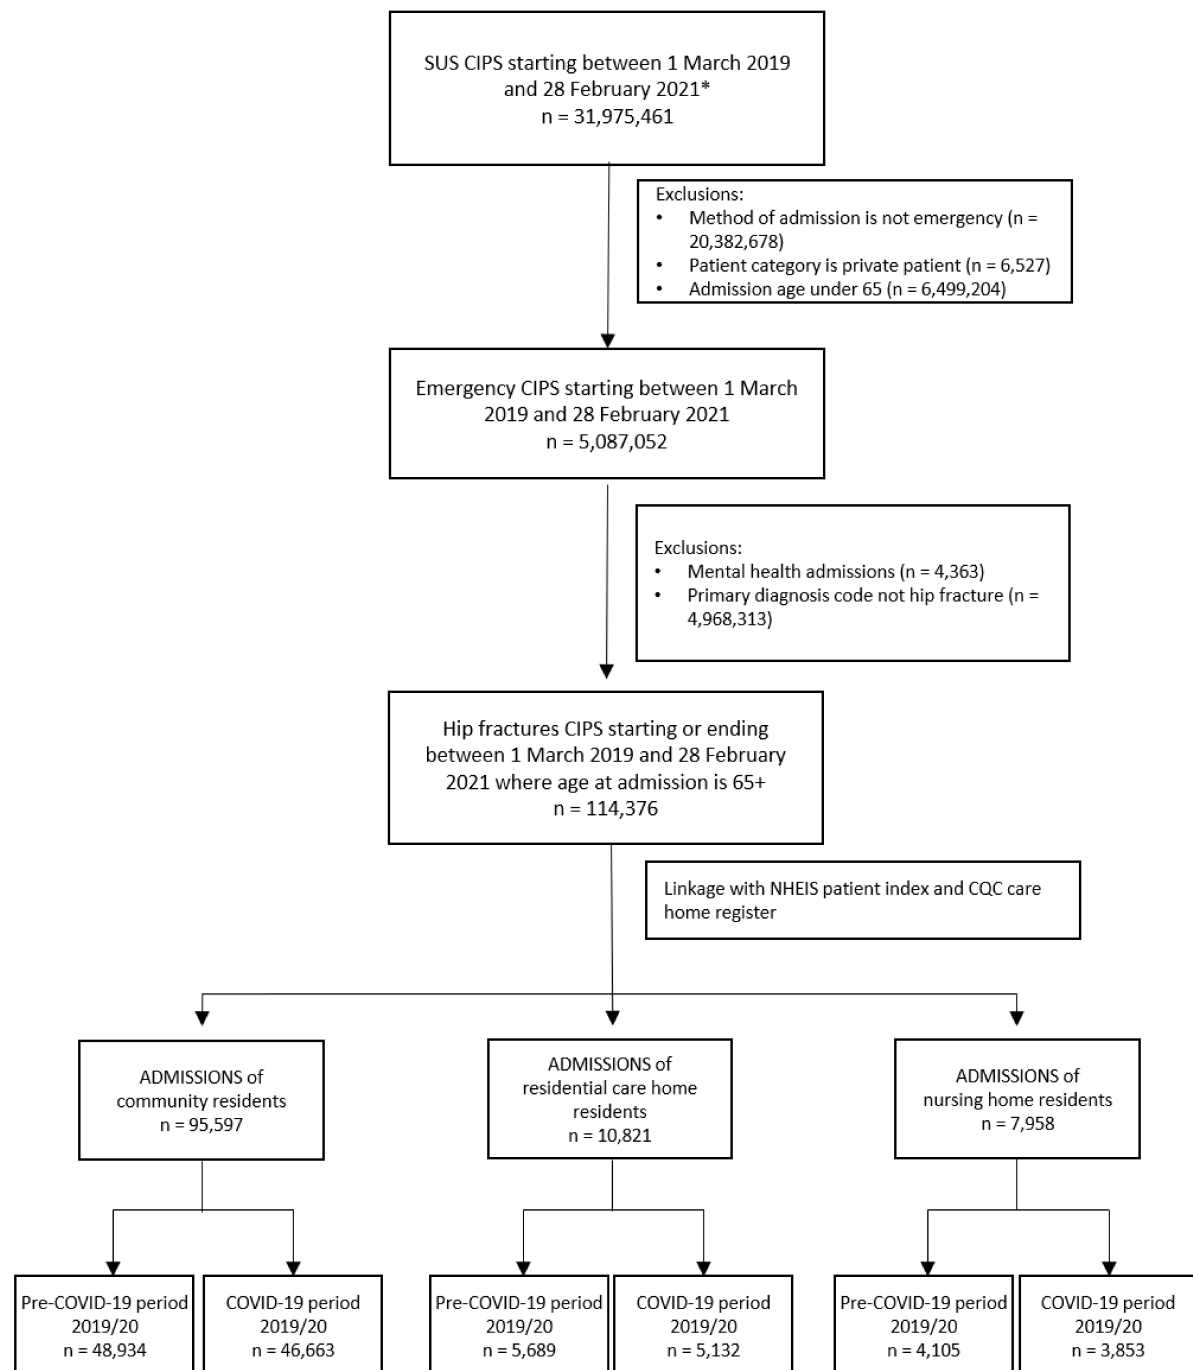 SUS CIPS starting between 1 March 2019
and 28 February 2021*
n = 31,975,461
Exclusions:
• Method of admission is not emergency (n =
20,382,678)
• Patient category is private patient (n = 6,527)
• Admission age under 65 (n = 6,499,204)
Emergency CIPS starting between 1 March
2019 and 28 February 2021
n = 5,087,052
Exclusions:
• Mental health admissions (n = 4,363)
• Primary diagnosis code not hip fracture (n =
4,968,313)
Hip fractures CIPS starting or ending
between 1 March 2019 and 28 February
2021 where age at admission is 65+
n = 114,376
Linkage with NHEIS patient index and CQC care
home register
ADMISSIONS of
community residents
n = 95,597
ADMISSIONS of
residential care home
residents
n = 10,821
ADMISSIONS of
nursing home residents
n = 7,958
Pre-COVID-19 period
2019/20
n = 48,934
COVID-19 period
2019/20
n = 46,663
Pre-COVID-19 period
2019/20
n = 5,689
COVID-19 period
2019/20
n = 5,132
Pre-COVID-19 period
2019/20
n = 4,105
COVID-19 period
2019/20
n = 3,853